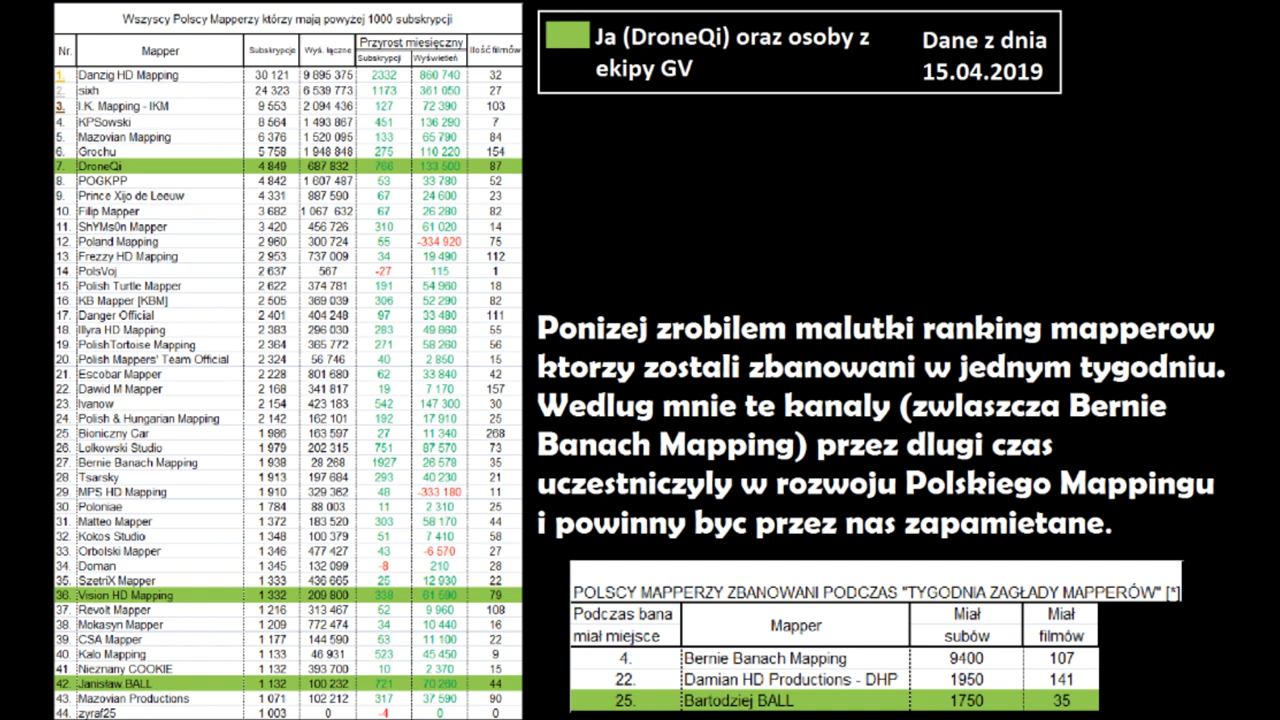 Wszyscy Polscy Mapperzy którzy mają powyżej 1000 subskrypcji
Nr. Mapper Subskrypcje Wyś. łączne Przyrost miesięczny Ilość filmów
Subskrypcji Wyświetleń
1. Danzig HD Mapping 30 121 9 895 375 2332 860 740 32
2. sixh 24 323 6 539 773 1173 361 050 27
3. I.K. Mapping - IKM 9 553 2 094 436 127 72 390 103
4. KPSowski 8 564 1 493 867 451 136 290 7
5. Mazovian Mapping 6 376 1 520 095 133 65 790 84
6. Grochu 5 758 1 948 848 275 110 220 154
7. DroneQi 4 849 687 832 766 133 500 87
8. POGKPP 4 842 1 607 487 53 33 780 52
9. Prince Xijo de Leeuw 4 331 887 590 67 24 600 23
10. Filip Mapper 3 682 1 067 632 67 26 280 82
11. ShYMs0n Mapper 3 420 456 726 310 61 020 14
12. Poland Mapping 2 960 300 724 55 -334 920 75
13. Frezzy HD Mapping 2 953 737 009 34 19 490 112
14. PolsVoj 2 637 567 -27 115 1
15. Polish Turtle Mapper 2 622 374 781 191 54 960 18
16. KB Mapper [KBM] 2 505 369 039 306 52 290 82
17. Danger Official 2 401 404 248 97 33 480 111
18. Illyra HD Mapping 2 383 296 030 283 49 860 55
19. PolishTortoise Mapping 2 364 365 772 271 58 260 56
20. Polish Mappers' Team Official 2 324 56 746 40 2 850 15
21. Escobar Mapper 2 228 801 680 62 33 840 42
22. Dawid M Mapper 2 168 341 817 19 7 170 157
23. Ivanow 2 154 423 183 542 147 300 30
24. Polish & Hungarian Mapping 2 142 162 101 192 17 910 25
25. Bioniczny Car 1 986 163 597 27 11 340 268
26. Lolkowski Studio 1 979 202 315 751 87 570 73
27. Bernie Banach Mapping 1 938 28 268 1927 26 578 35
28. Tsarsky 1 913 197 684 293 40 230 21
29. MPS HD Mapping 1 910 329 362 48 -333 180 11
30. Poloniae 1 784 88 003 11 2 310 25
31. Matteo Mapper 1 372 183 520 303 58 170 44
32. Kokos Studio 1 348 100 379 51 7 410 58
33. Orbolski Mapper 1 346 477 427 43 -6 570 27
34. Doman 1 345 132 099 -8 210 28
35. SzetriX Mapper 1 333 436 665 25 12 930 22
36. Vision HD Mapping 1 332 209 800 338 61 590 79
37. Revolt Mapper 1 216 313 467 52 9 960 108
38. Mokasyn Mapper 1 209 772 474 34 10 440 16
39. CSA Mapper 1 177 144 590 53 11 100 22
40. Kalo Mapping 1 133 46 931 523 45 450 9
41. Nieznany COOKIE 1 132 393 700 10 2 370 15
42. Janisław.BALL 1 132 100 232 721 70 260 44
43. Mazovian Productions 1 071 102 212 317 37 590 90
44. zyraf25 1 003 0 -4 0 0
Ja (DroneQi) oraz osoby z
ekipy GV
Dane z dnia
15.04.2019
Ponizej zrobilem malutki ranking mapperow
ktorzy zostali zbanowani w jednym tygodniu.
Wedlug mnie te kanaly (zwlaszcza Bernie
Banach Mapping) przez dlugi czas
uczestniczyly w rozwoju Polskiego Mappingu
i powinny byc przez nas zapamietane.
POLSCY MAPPERZY ZBANOWANI PODCZAS "TYGODNIA ZAGŁADY MAPPERÓW" [*]
Podczas bana Mapper Miał Miał
miał miejsce subów filmów
4. Bernie Banach Mapping 9400 107
22. Damian HD Productions - DHP 1950 141
25. Bartodziej BALL 1750 35